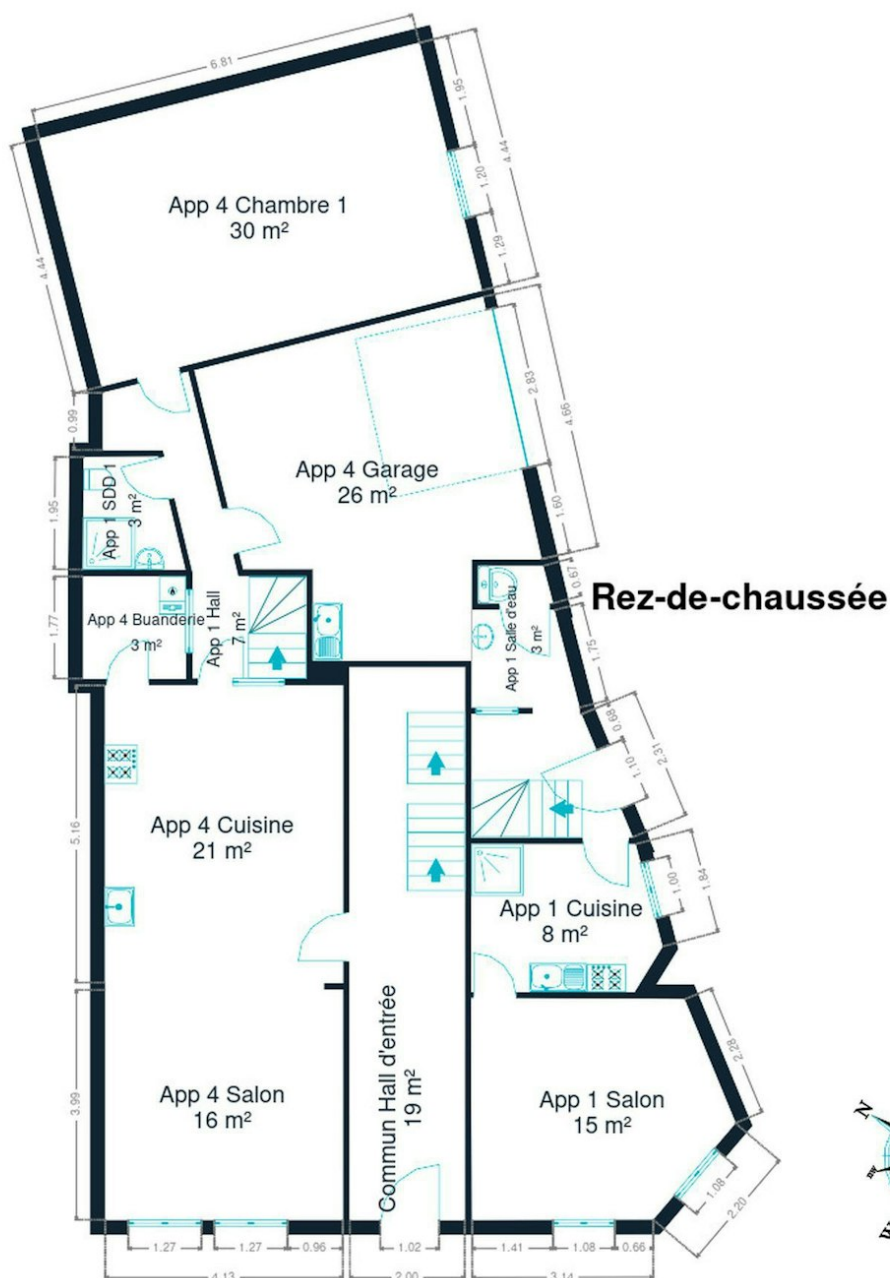 6.81
1.95
4.44
1.20
1.29
App 4 Chambre 1
30 m²
4.44
0.99
2.83
4.66
1.60
App 4 Garage
26 m²
1.95
App 1 SDD 1
3 m²
0.67
Rez-de-chaussée
1.77
App 4 Buanderie
3 m²
App 1 Hall
7 m²
App 1 Salle d'eau
3 m²
1.75
0.68
2.31
1.10
5.16
App 4 Cuisine
21 m²
1.00
1.84
App 1 Cuisine
8 m²
3.99
App 4 Salon
16 m²
Commun Hall d'entrée
19 m²
App 1 Salon
15 m²
2.28
1.08
2.20
N
NW
W
1.27
1.27
0.96
1.02
1.41
1.08
0.66
4.13
2.00
3.14